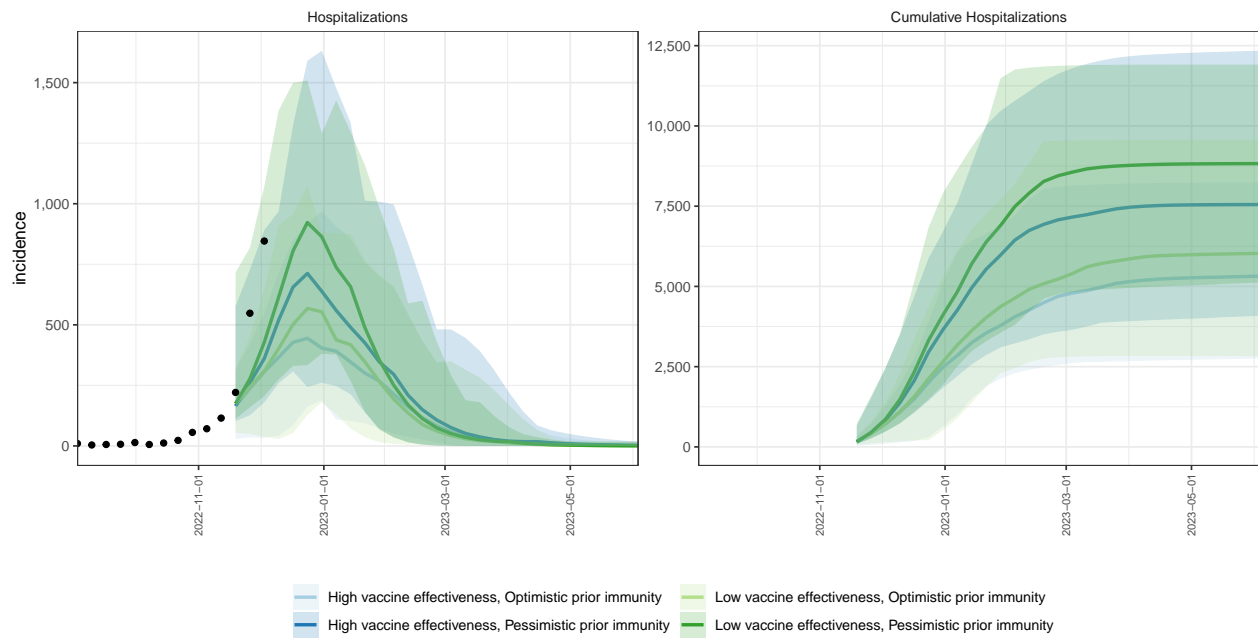 Hospitalizations
Cumulative Hospitalizations
incidence
1,500
1,000
500
0
2022−11−01
2023−01−01
2023−03−01
2023−05−01
12,500
10,000
7,500
5,000
2,500
0
2022−11−01
2023−01−01
2023−03−01
2023−05−01
High vaccine effectiveness, Optimistic prior immunity
Low vaccine effectiveness, Optimistic prior immunity
High vaccine effectiveness, Pessimistic prior immunity
Low vaccine effectiveness, Pessimistic prior immunity